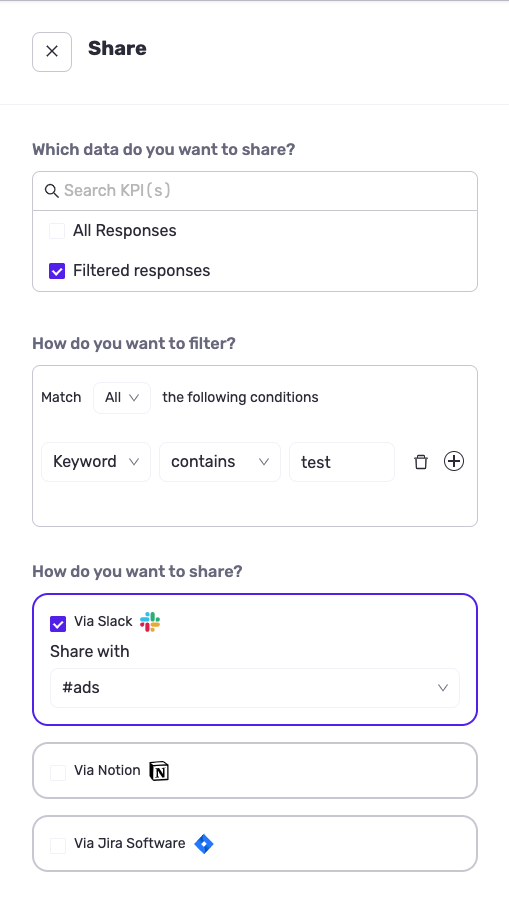 Share
Which data do you want to share?
Search KPI(s)
All Responses
Filtered responses
How do you want to filter?
Match All the following conditions
Keyword contains test
How do you want to share?
Via Slack
Share with
#ads
Via Notion
Via Jira Software